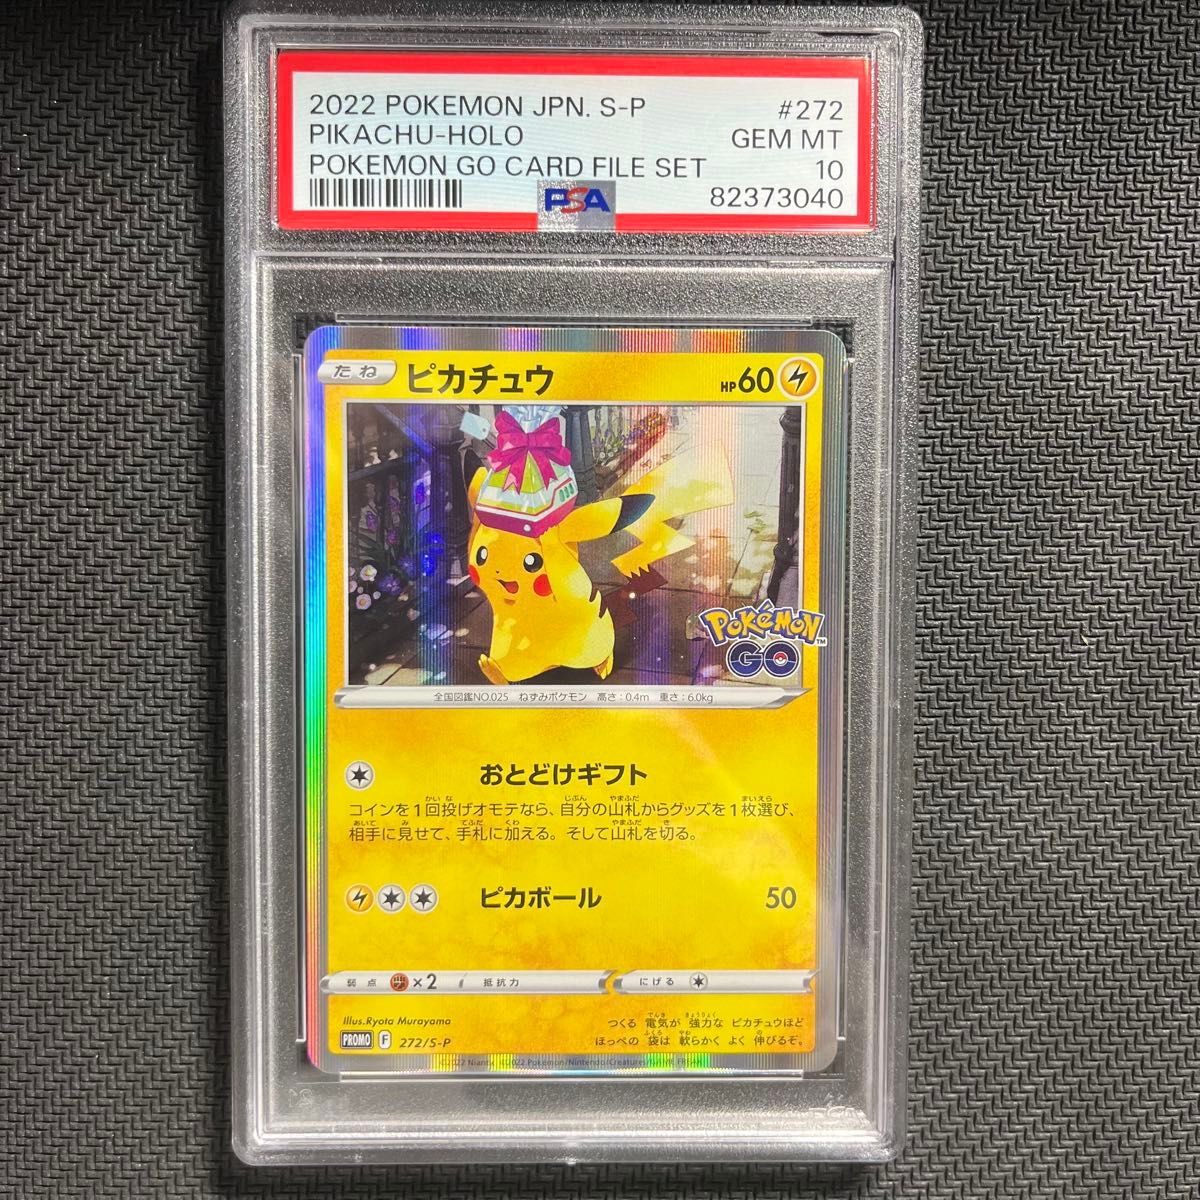 2022 POKEMON JPN. S-P #272
PIKACHU-HOLO GEM MT
POKEMON GO CARD FILE SET 10
PSA 82373040
たね ピカチュウ HP60
POKéMON™
GO
全国図鑑NO.025 ねずみポケモン 高さ:0.4m 重さ:6.0kg
おとどけギフト
コインを1回投げオモテなら、自分の山札からグッズを1枚選び、
相手に見せて、手札に加える。そして山札を切る。
ピカボール 50
弱点 ×2 抵抗力 にげる
Illus.Ryota Murayama
PROMO F 272/S-P
つくる 電気が 強力な ピカチュウほど
ほっぺの 袋は 軟らかく よく 伸びるぞ。
©2022 Niantic ©2022 Pokémon/Nintendo/Creatures/GAME FREAK